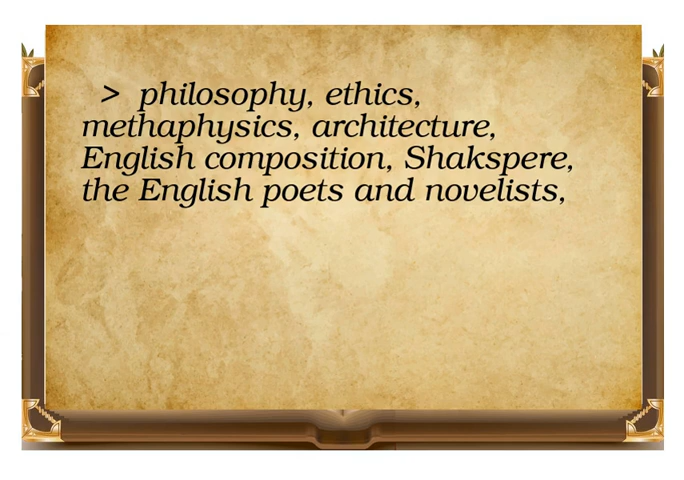 > philosophy, ethics,
methaphysics, architecture,
English composition, Shakspere,
the English poets and novelists,